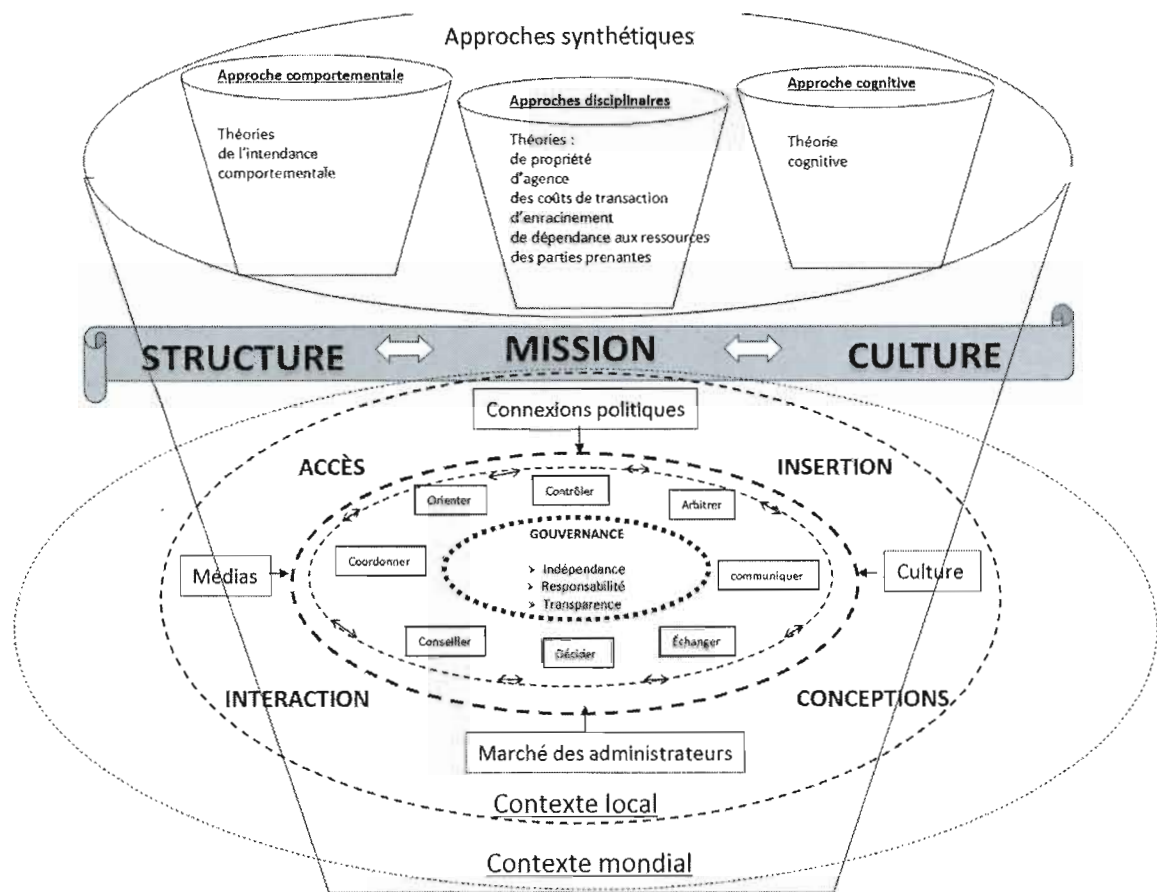 Approches synthétiques
Approche comportementale
Théories
de l'intendance
comportementale
Approches disciplinaires
Théories :
de propriété
d'agence
des coûts de transaction
d'enracinement
de dépendance aux ressources
des parties prenantes
Approche cognitive
Théorie
cognitive
STRUCTURE
MISSION
CULTURE
Connexions politiques
ACCÈS
INSERTION
Orienter
Contrôler
Arbitrer
GOUVERNANCE
Indépendance
Responsabilité
Transparence
Médias
Coordonner
communiquer
Culture
Conseiller
Décider
Échanger
INTERACTION
CONCEPTIONS
Marché des administrateurs
Contexte local
Contexte mondial